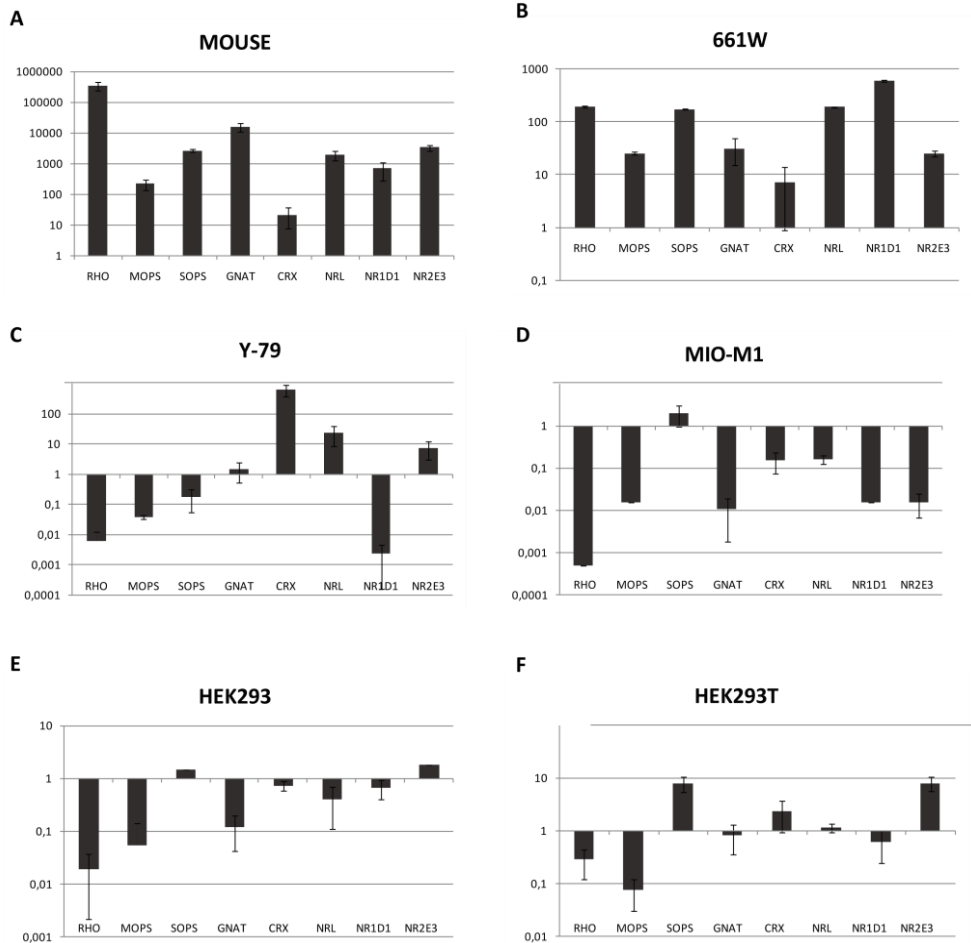 A
MOUSE
1000000
100000
10000
1000
100
10
1
RHO MOPS SOPS GNAT CRX NRL NR1D1 NR2E3
B
661W
1000
100
10
1
0,1
RHO MOPS SOPS GNAT CRX NRL NR1D1 NR2E3
C
Y-79
100
10
1
0,1
0,01
0,001
0,0001
RHO MOPS SOPS GNAT CRX NRL NR1D1 NR2E3
D
MIO-M1
1
0,1
0,01
0,001
0,0001
RHO MOPS SOPS GNAT CRX NRL NR1D1 NR2E3
E
HEK293
10
1
0,1
0,01
0,001
RHO MOPS SOPS GNAT CRX NRL NR1D1 NR2E3
F
HEK293T
10
1
0,1
0,01
RHO MOPS SOPS GNAT CRX NRL NR1D1 NR2E3